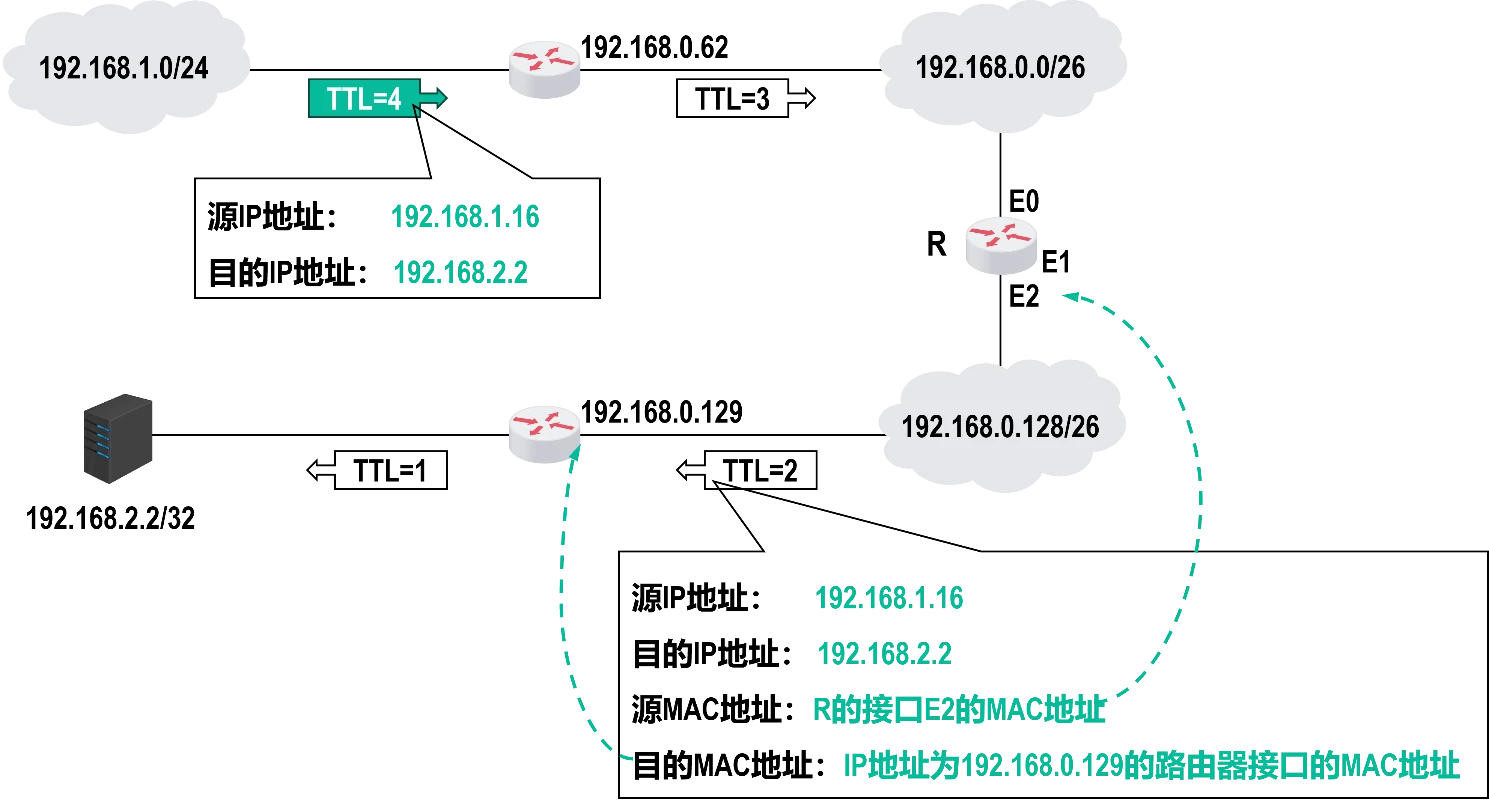 192.168.1.0/24
192.168.0.62
192.168.0.0/26
TTL=4
TTL=3
源IP地址： 192.168.1.16
目的IP地址： 192.168.2.2
E0
R
E1
E2
192.168.0.129
192.168.0.128/26
TTL=1
TTL=2
192.168.2.2/32
源IP地址： 192.168.1.16
目的IP地址： 192.168.2.2
源MAC地址：R的接口E2的MAC地址
目的MAC地址：IP地址为192.168.0.129的路由器接口的MAC地址